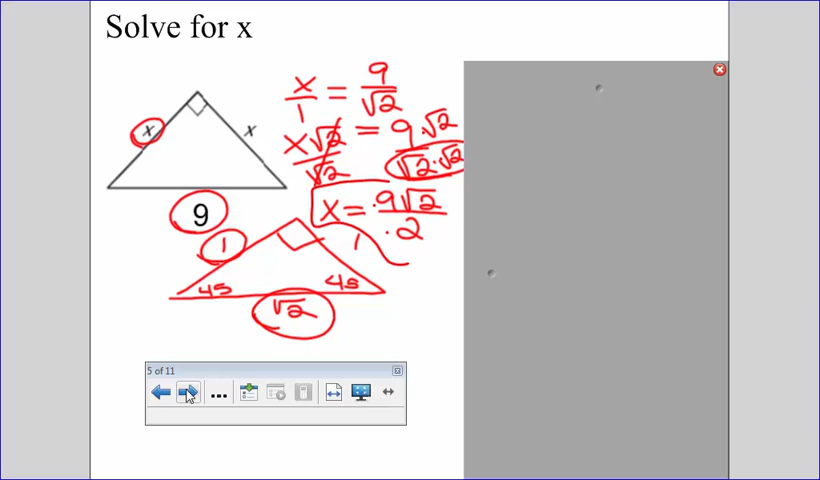 Solve for x
x/1 = 9/√2
x x
x√2/√2 = 9·√2/√2·√2
9
x = 9√2/2
1 1
45 45
√2
5 of 11
...